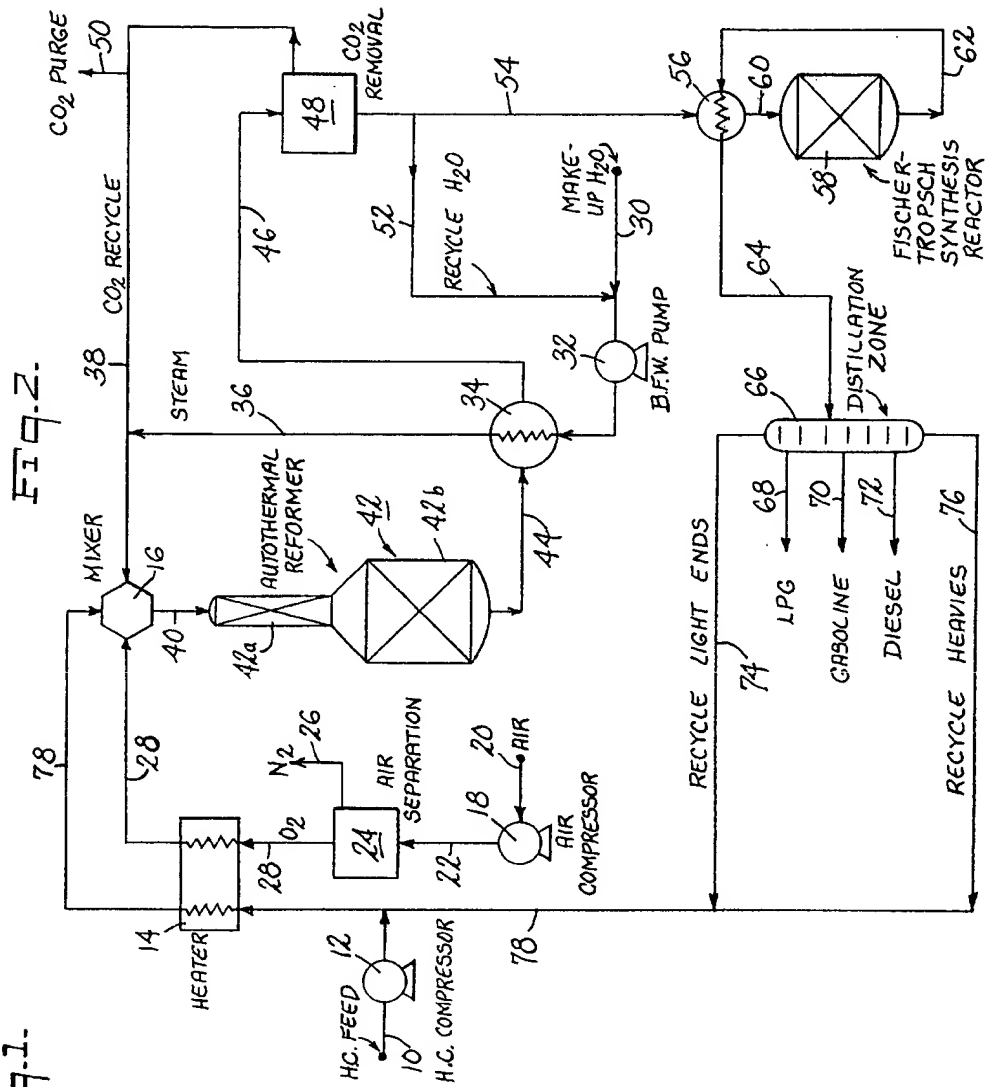 Fig.2.
g.1.
CO2 PURGE
50
CO2 RECYCLE
38
48
CO2
REMOVAL
46
54
52
RECYCLE H2O
MAKE-
UP H2O
30
32
B.F.W. PUMP
34
STEAM
36
56
60
58
62
FISCHER-
TROPSCH
SYNTHESIS
REACTOR
64
DISTILLATION
ZONE
66
68
LPG
70
GASOLINE
72
DIESEL
74
RECYCLE LIGHT ENDS
76
RECYCLE HEAVIES
MIXER
16
40
AUTOTHERMAL
REFORMER
42
42a
42b
44
78
28
N2
26
AIR
SEPARATION
24
O2
28
22
20
AIR
18
AIR
COMPRESSOR
14
HEATER
H.C. FEED
10
12
H.C. COMPRESSOR
78